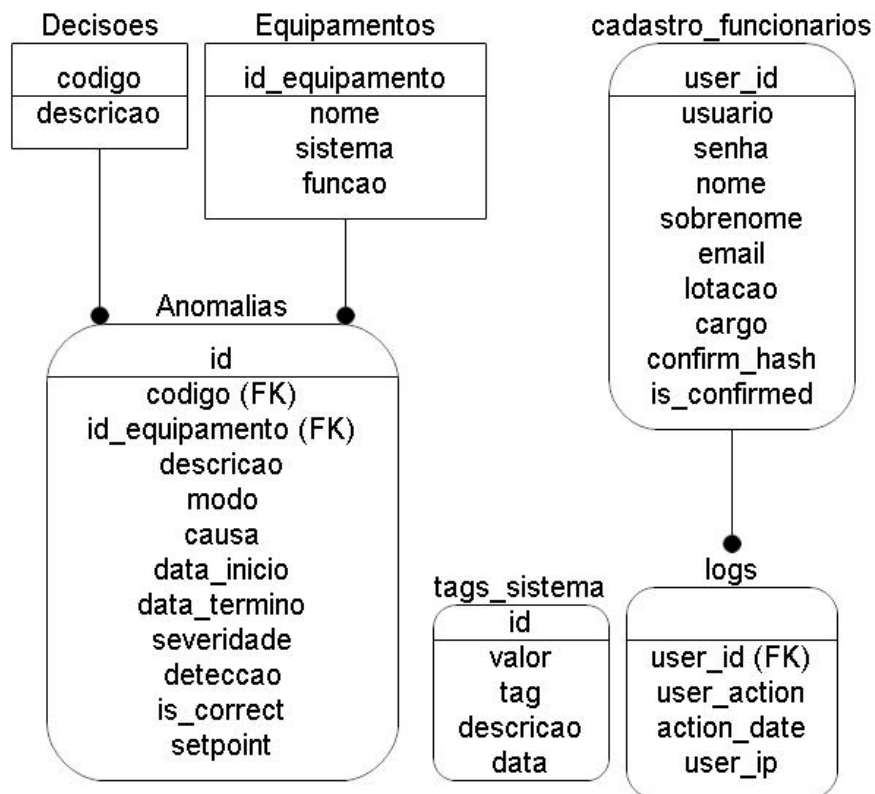 Decisoes
codigo
descricao
Equipamentos
id_equipamento
nome
sistema
funcao
cadastro_funcionarios
user_id
usuario
senha
nome
sobrenome
email
lotacao
cargo
confirm_hash
is_confirmed
Anomalias
id
codigo (FK)
id_equipamento (FK)
descricao
modo
causa
data_inicio
data_termino
severidade
deteccao
is_correct
setpoint
tags_sistema
id
valor
tag
descricao
data
logs
user_id (FK)
user_action
action_date
user_ip